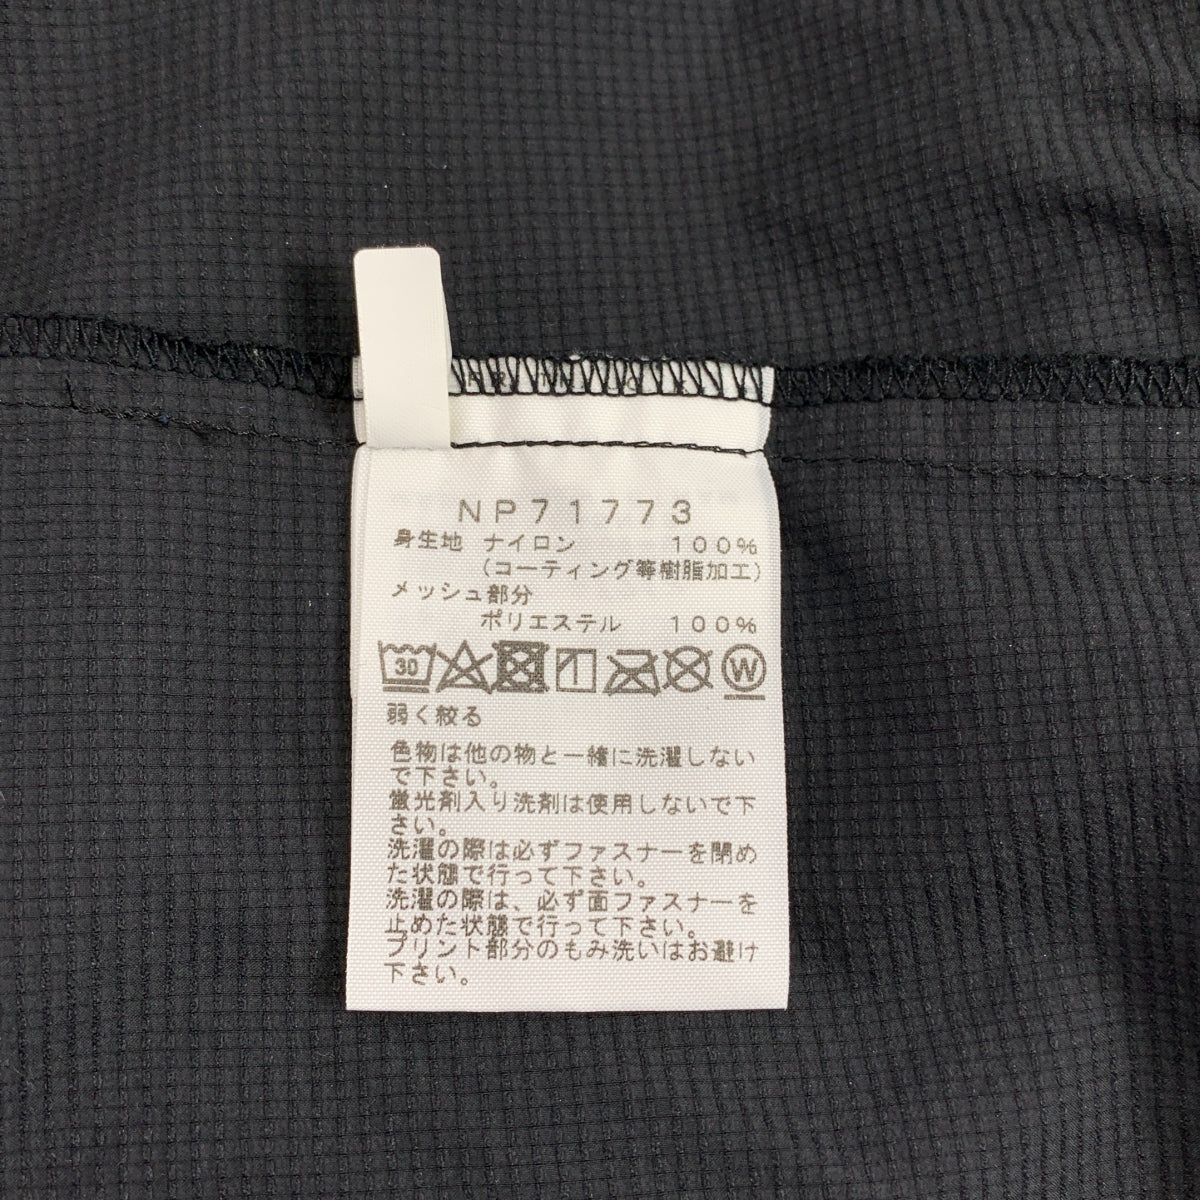 NP71773
身生地 ナイロン 100%
(コーティング等樹脂加工)
メッシュ部分
ポリエステル 100%
30 W
弱く絞る
色物は他の物と一緒に洗濯しない
で下さい。
蛍光剤入り洗剤は使用しないで下
さい。
洗濯の際は必ずファスナーを閉め
た状態で行って下さい。
洗濯の際は、必ず面ファスナーを
止めた状態で行って下さい。
プリント部分のもみ洗いはお避け
下さい。